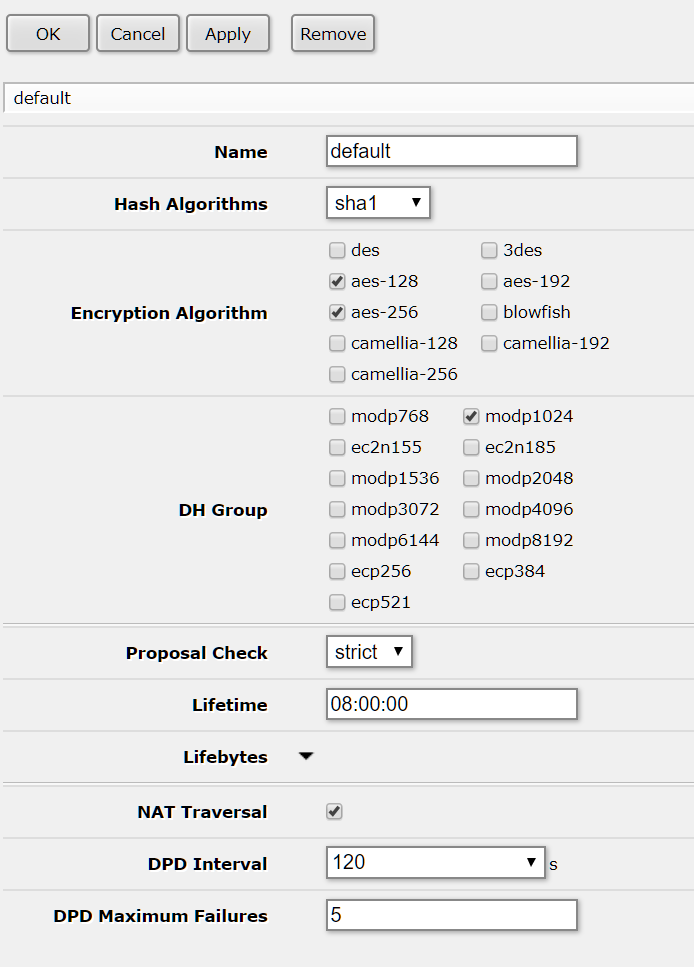 OK Cancel Apply Remove
default
Name default
Hash Algorithms sha1
des 3des
aes-128 aes-192
Encryption Algorithm aes-256 blowfish
camellia-128 camellia-192
camellia-256
modp768 modp1024
ec2n155 ec2n185
modp1536 modp2048
DH Group modp3072 modp4096
modp6144 modp8192
ecp256 ecp384
ecp521
Proposal Check strict
Lifetime 08:00:00
Lifebytes
NAT Traversal
DPD Interval 120 s
DPD Maximum Failures 5